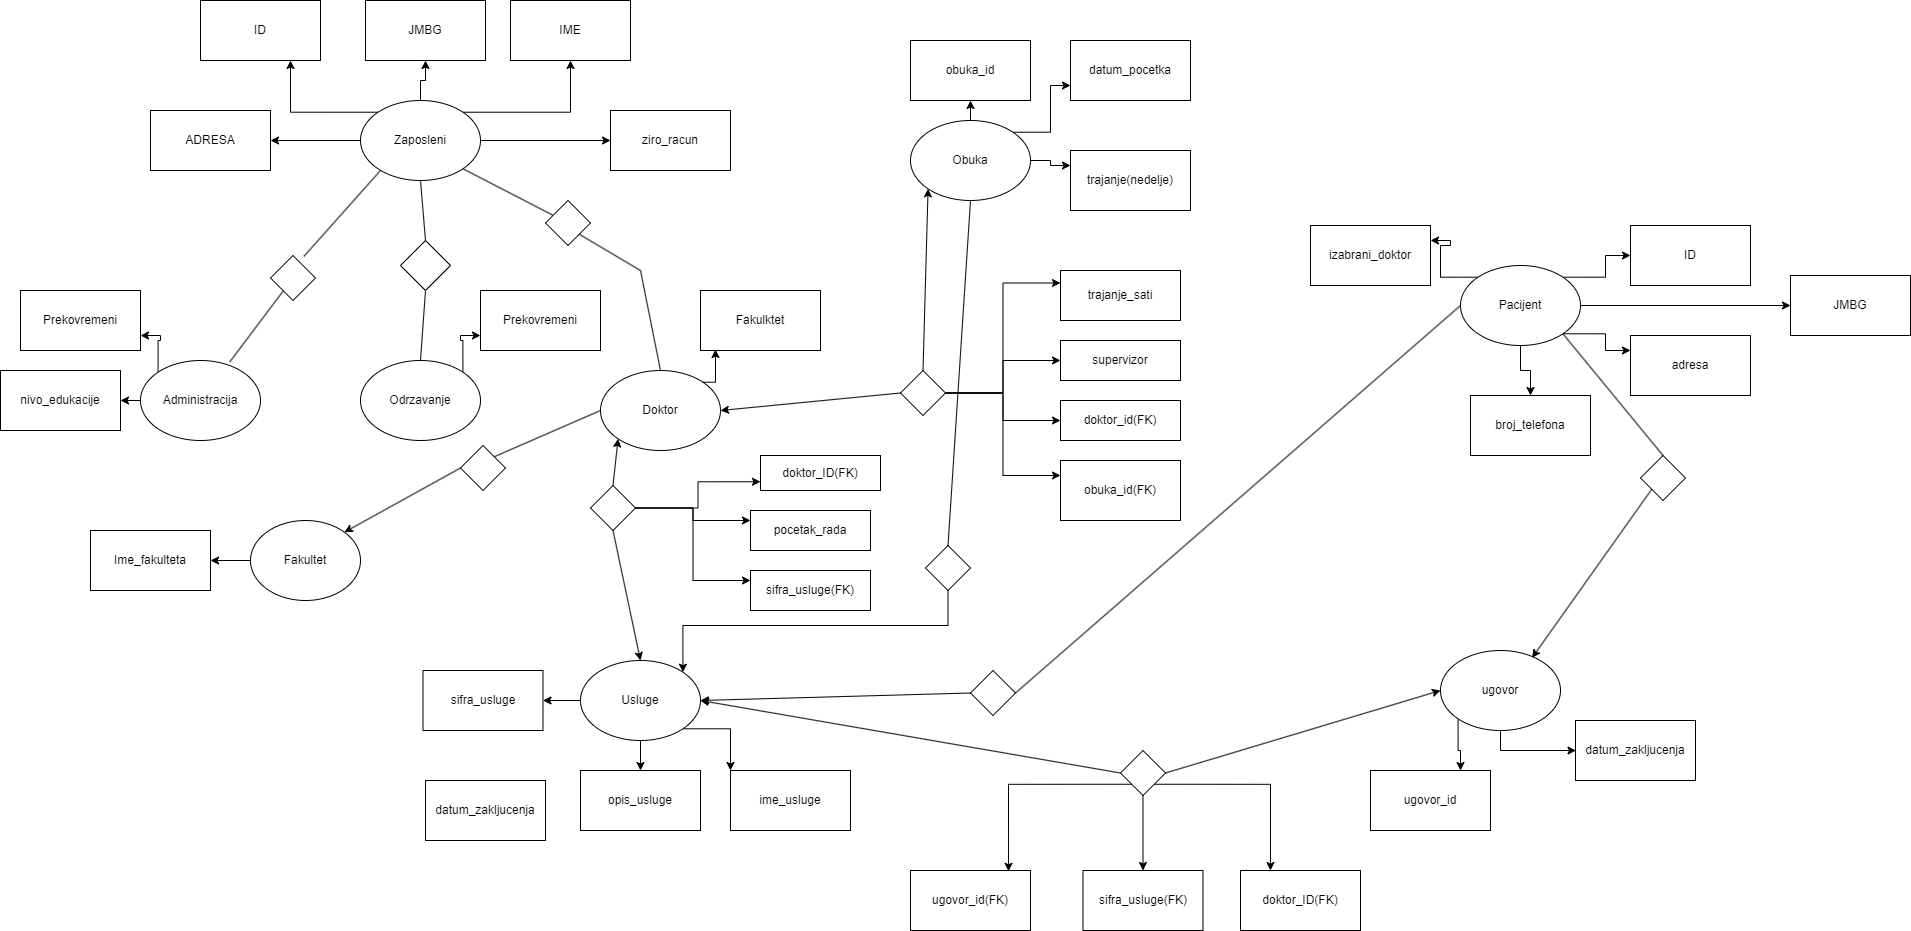 ID
JMBG
IME
ADRESA
Zaposleni
ziro_racun
obuka_id
datum_pocetka
Obuka
trajanje(nedelje)
izabrani_doktor
ID
Pacijent
JMBG
adresa
broj_telefona
Prekovremeni
Prekovremeni
Fakulktet
nivo_edukacije
Administracija
Odrzavanje
Doktor
trajanje_sati
supervizor
doktor_id(FK)
obuka_id(FK)
doktor_ID(FK)
pocetak_rada
sifra_usluge(FK)
Ime_fakulteta
Fakultet
sifra_usluge
Usluge
ugovor
datum_zakljucenja
opis_usluge
ime_usluge
ugovor_id
datum_zakljucenja
ugovor_id(FK)
sifra_usluge(FK)
doktor_ID(FK)